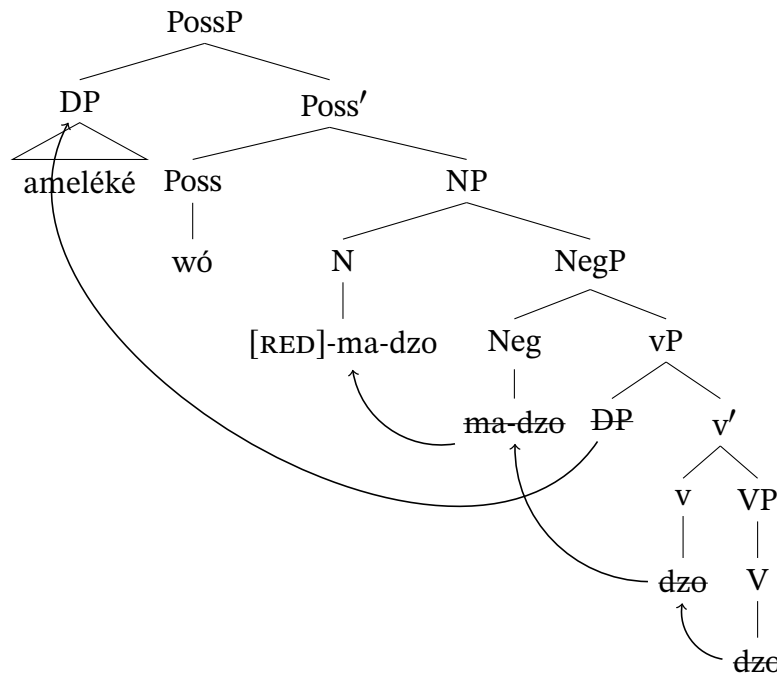 PossP
DP Poss′
ameléké Poss NP
wó N NegP
[RED]-ma-dzo Neg vP
ma-dzo DP v′
v VP
dzo V
dzo